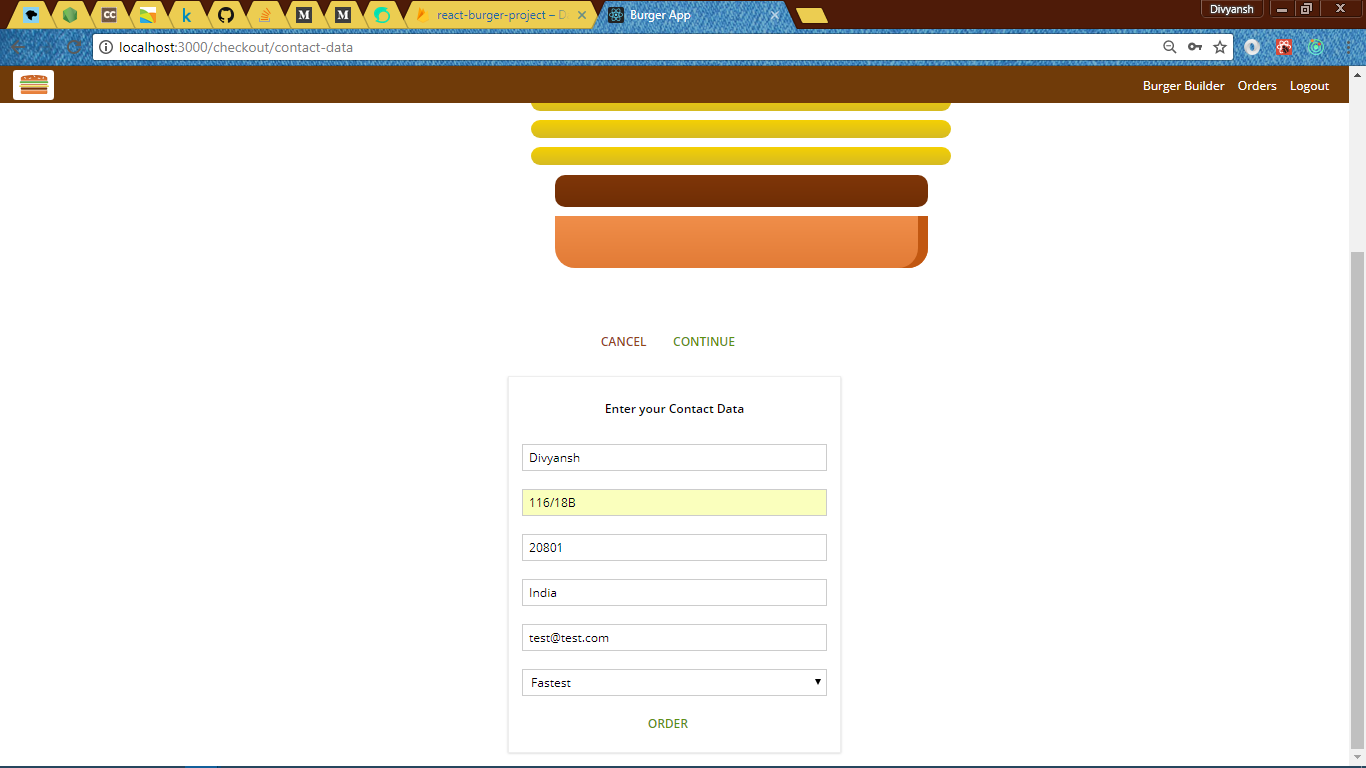 Divyansh
CC
k
M
M
react-burger-project – D
Burger App
localhost:3000/checkout/contact-data
Burger Builder
Orders
Logout
CANCEL
CONTINUE
Enter your Contact Data
Divyansh
116/18B
20801
India
test@test.com
Fastest
ORDER